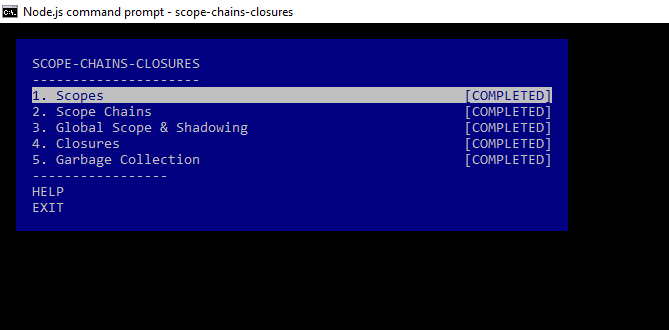 Node.js command prompt - scope-chains-closures
SCOPE-CHAINS-CLOSURES
---------------------
1. Scopes [COMPLETED]
2. Scope Chains [COMPLETED]
3. Global Scope & Shadowing [COMPLETED]
4. Closures [COMPLETED]
5. Garbage Collection [COMPLETED]
-----------------
HELP
EXIT